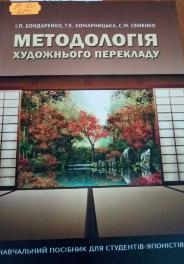 І.П. БОНДАРЕНКО, Т.К. КОМАРНИЦЬКА, С.М. СЕМЕНКО
МЕТОДОЛОГІЯ
ХУДОЖНЬОГО ПЕРЕКЛАДУ
НАВЧАЛЬНИЙ ПОСІБНИК ДЛЯ СТУДЕНТІВ-ЯПОНІСТІВ